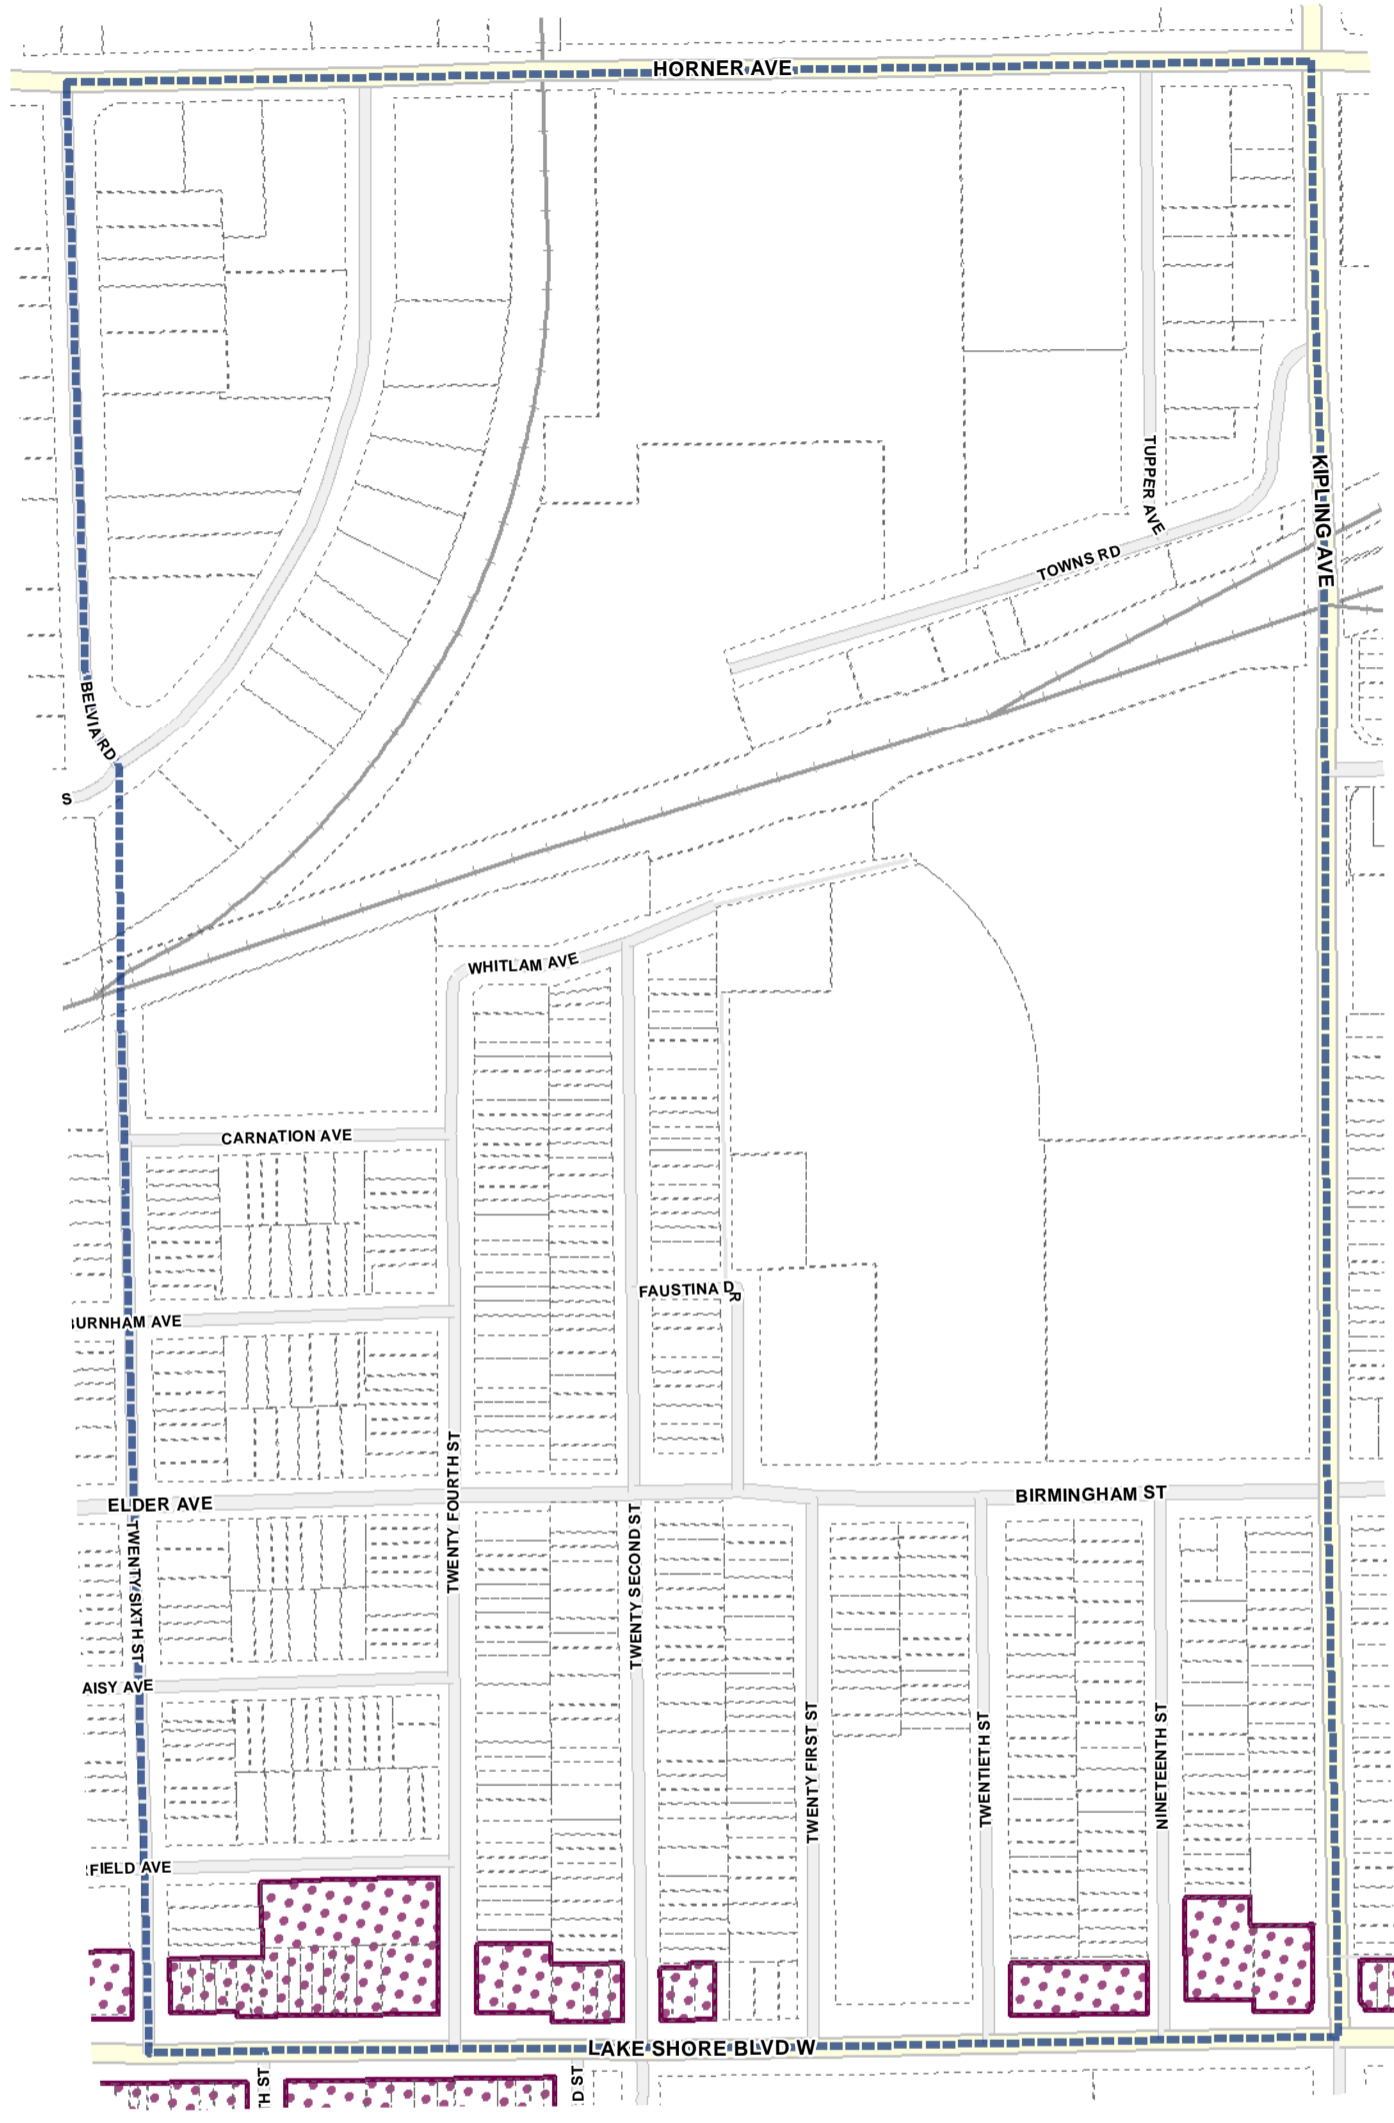 HORNER AVE
TUPPER AVE
KIPLING AVE
TOWNS RD
BELVIA RD
S
WHITLAM AVE
CARNATION AVE
FAUSTINA DR
URNHAM AVE
TWENTY FOURTH ST
BIRMINGHAM ST
ELDER AVE
TWENTY SECOND ST
TWENTY SIXTH ST
AISY AVE
TWENTY FIRST ST
TWENTIETH ST
NINETEENTH ST
FIELD AVE
LAKE SHORE BLVD W
TH ST
D ST